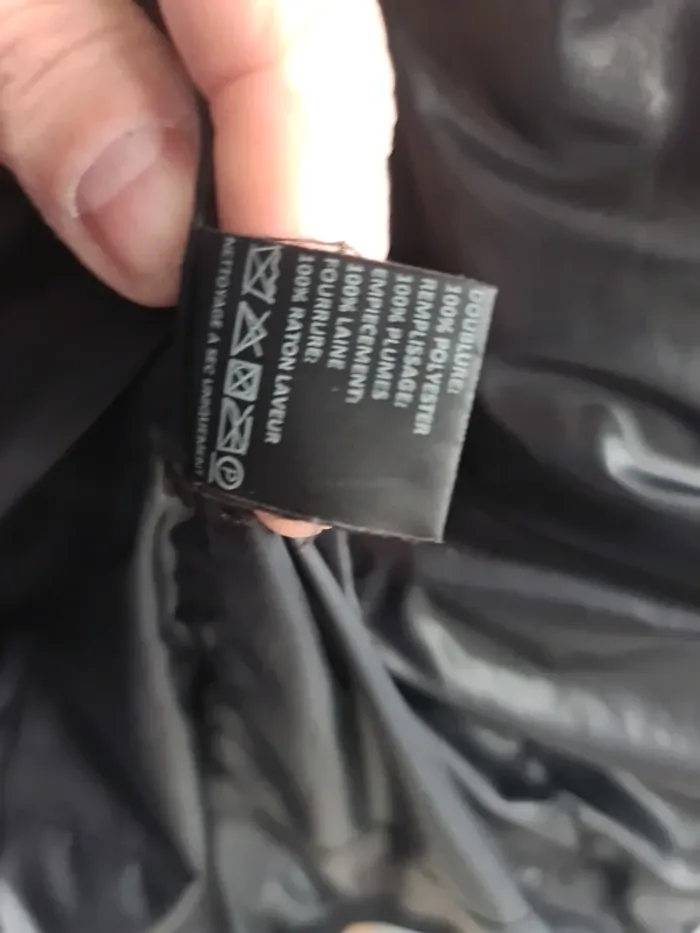 DOUBLURE:
100% POLYESTER
REMPLISSAGE:
100% PLUMES
EMPIECEMENT:
100% LAINE
FOURRURE:
100% RATON LAVEUR
P
NETTOYAGE A SEC UNIQUEMENT